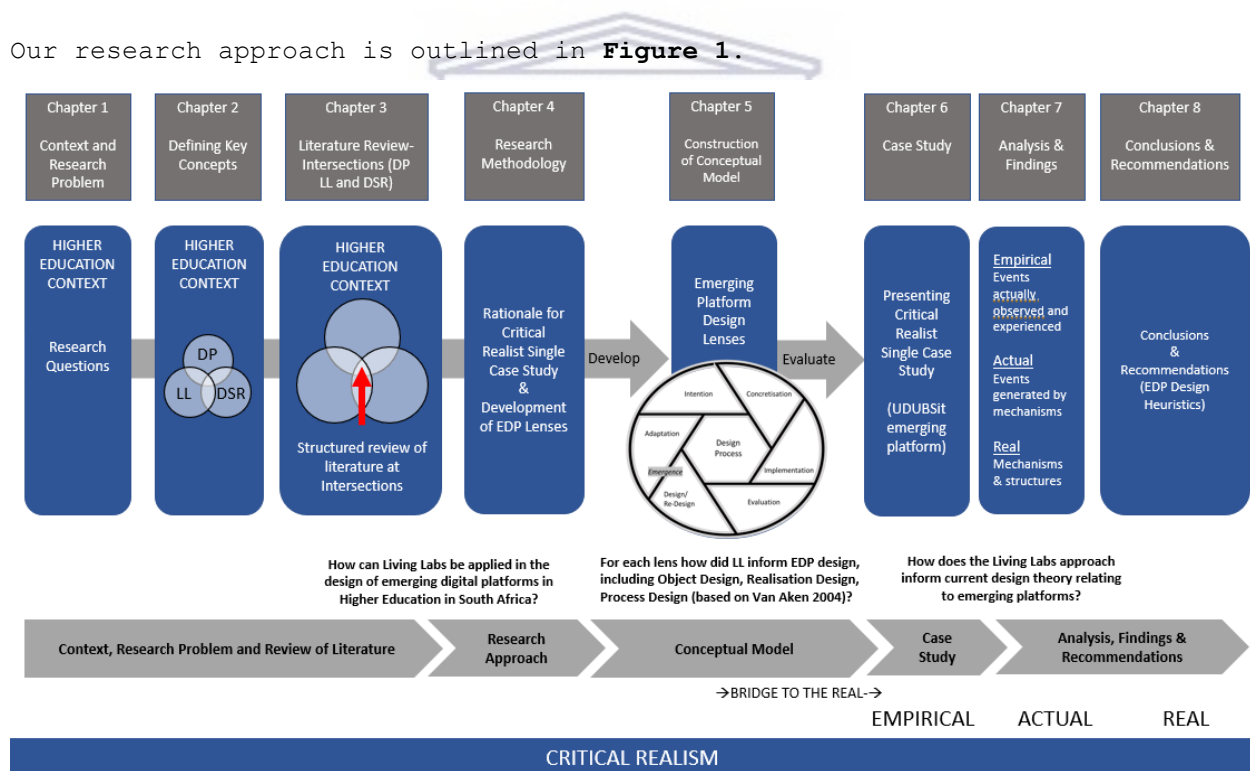 Our research approach is outlined in Figure 1.
Chapter 1
Context and
Research
Problem
Chapter 2
Defining Key
Concepts
Chapter 3
Literature Review-
Intersections (DP
LL and DSR)
Chapter 4
Research
Methodology
Chapter 5
Construction
of Conceptual
Model
Chapter 6
Case Study
Chapter 7
Analysis &
Findings
Chapter 8
Conclusions &
Recommendations
HIGHER
EDUCATION
CONTEXT
Research
Questions
HIGHER
EDUCATION
CONTEXT
DP
LL
DSR
HIGHER
EDUCATION
CONTEXT
Structured review of
literature at
Intersections
Rationale for
Critical
Realist Single
Case Study
&
Development
of EDP Lenses
Develop
Emerging
Platform
Design
Lenses
Intention
Concretisation
Adaptation
Design
Process
Emergence
Implementation
Design/
Re-Design
Evaluation
Evaluate
Presenting
Critical
Realist
Single Case
Study
(UDUBSit
emerging
platform)
Empirical
Events
actually
observed and
experienced
Actual
Events
generated by
mechanisms
Real
Mechanisms
& structures
Conclusions
&
Recommendations
(EDP Design
Heuristics)
How can Living Labs be applied in the
design of emerging digital platforms in
Higher Education in South Africa?
For each lens how did LL inform EDP design,
including Object Design, Realisation Design,
Process Design (based on Van Aken 2004)?
How does the Living Labs approach
inform current design theory relating
to emerging platforms?
Context, Research Problem and Review of Literature
Research
Approach
Conceptual Model
Case
Study
Analysis, Findings &
Recommendations
→BRIDGE TO THE REAL-→
EMPIRICAL
ACTUAL
REAL
CRITICAL REALISM